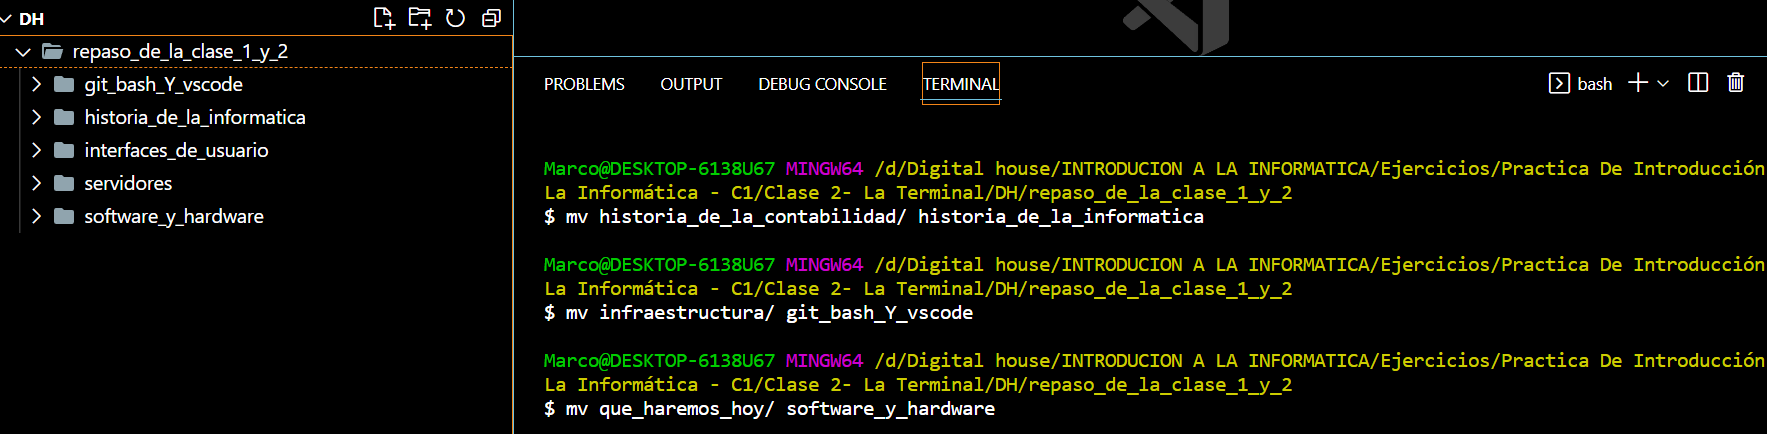 DH
repaso_de_la_clase_1_y_2
git_bash_Y_vscode
historia_de_la_informatica
interfaces_de_usuario
servidores
software_y_hardware
PROBLEMS OUTPUT DEBUG CONSOLE TERMINAL bash
Marco@DESKTOP-6138U67 MINGW64 /d/Digital house/INTRODUCION A LA INFORMATICA/Ejercicios/Practica De Introducción
La Informática - C1/Clase 2- La Terminal/DH/repaso_de_la_clase_1_y_2
$ mv historia_de_la_contabilidad/ historia_de_la_informatica
Marco@DESKTOP-6138U67 MINGW64 /d/Digital house/INTRODUCION A LA INFORMATICA/Ejercicios/Practica De Introducción
La Informática - C1/Clase 2- La Terminal/DH/repaso_de_la_clase_1_y_2
$ mv infraestructura/ git_bash_Y_vscode
Marco@DESKTOP-6138U67 MINGW64 /d/Digital house/INTRODUCION A LA INFORMATICA/Ejercicios/Practica De Introducción
La Informática - C1/Clase 2- La Terminal/DH/repaso_de_la_clase_1_y_2
$ mv que_haremos_hoy/ software_y_hardware